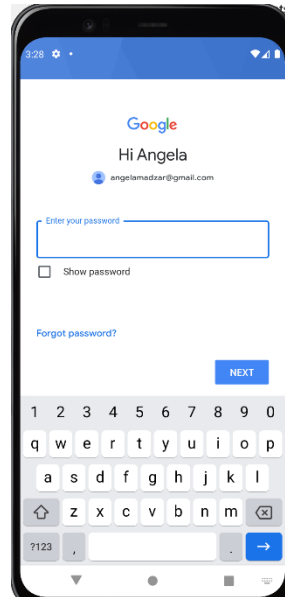 3:28
Google
Hi Angela
angelamadzar@gmail.com
Enter your password
Show password
Forgot password?
NEXT
1 2 3 4 5 6 7 8 9 0
q w e r t y u i o p
a s d f g h j k l
z x c v b n m
?123 , .